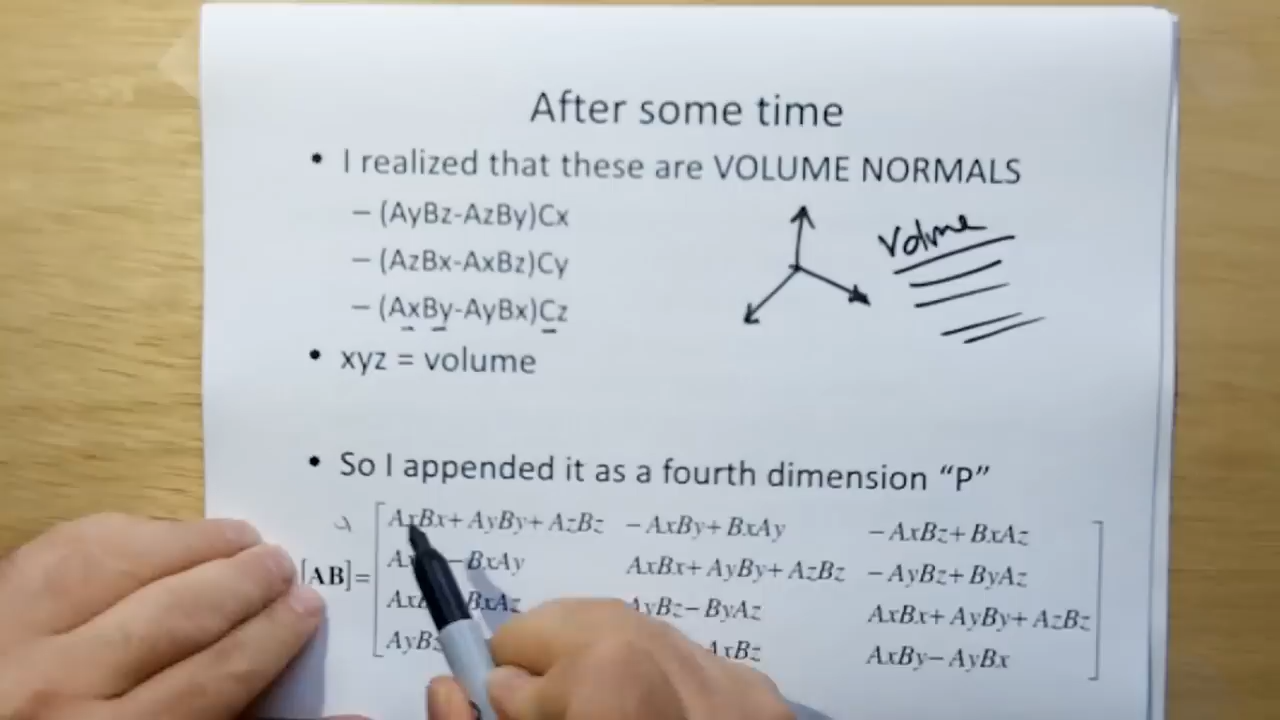 After some time
• I realized that these are VOLUME NORMALS
– (AyBz-AzBy)Cx
Volume
– (AzBx-AxBz)Cy
– (AxBy-AyBx)Cz
• xyz = volume
• So I appended it as a fourth dimension “P”
AxBx+ AyBy+ AzBz − AxBy+ BxAy − AxBz+ BxAz
[AB]= −BxAy AxBx+ AyBy+ AzBz − AyBz+ ByAz
BxAz AyBz− ByAz AxBx+ AyBy+ AzBz
AxBz AxBy− AyBx